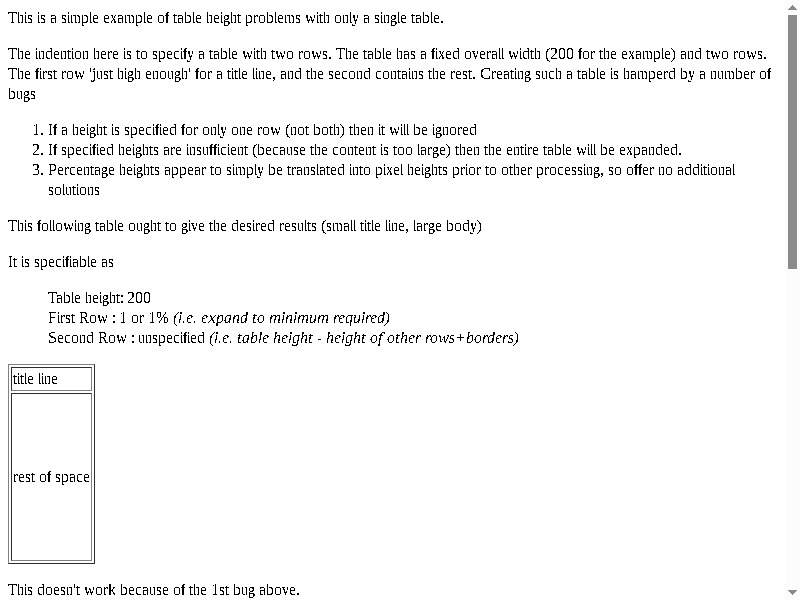 This is a simple example of table height problems with only a single table.
The indention here is to specify a table with two rows. The table has a fixed overall width (200 for the example) and two rows.
The first row 'just high enough' for a title line, and the second contains the rest. Creating such a table is hamperd by a number of
bugs
1. If a height is specified for only one row (not both) then it will be ignored
2. If specified heights are insufficient (because the content is too large) then the entire table will be expanded.
3. Percentage heights appear to simply be translated into pixel heights prior to other processing, so offer no additional
solutions
This following table ought to give the desired results (small title line, large body)
It is specifiable as
Table height: 200
First Row : 1 or 1% (i.e. expand to minimum required)
Second Row : unspecified (i.e. table height - height of other rows+borders)
title line
rest of space
This doesn't work because of the 1st bug above.